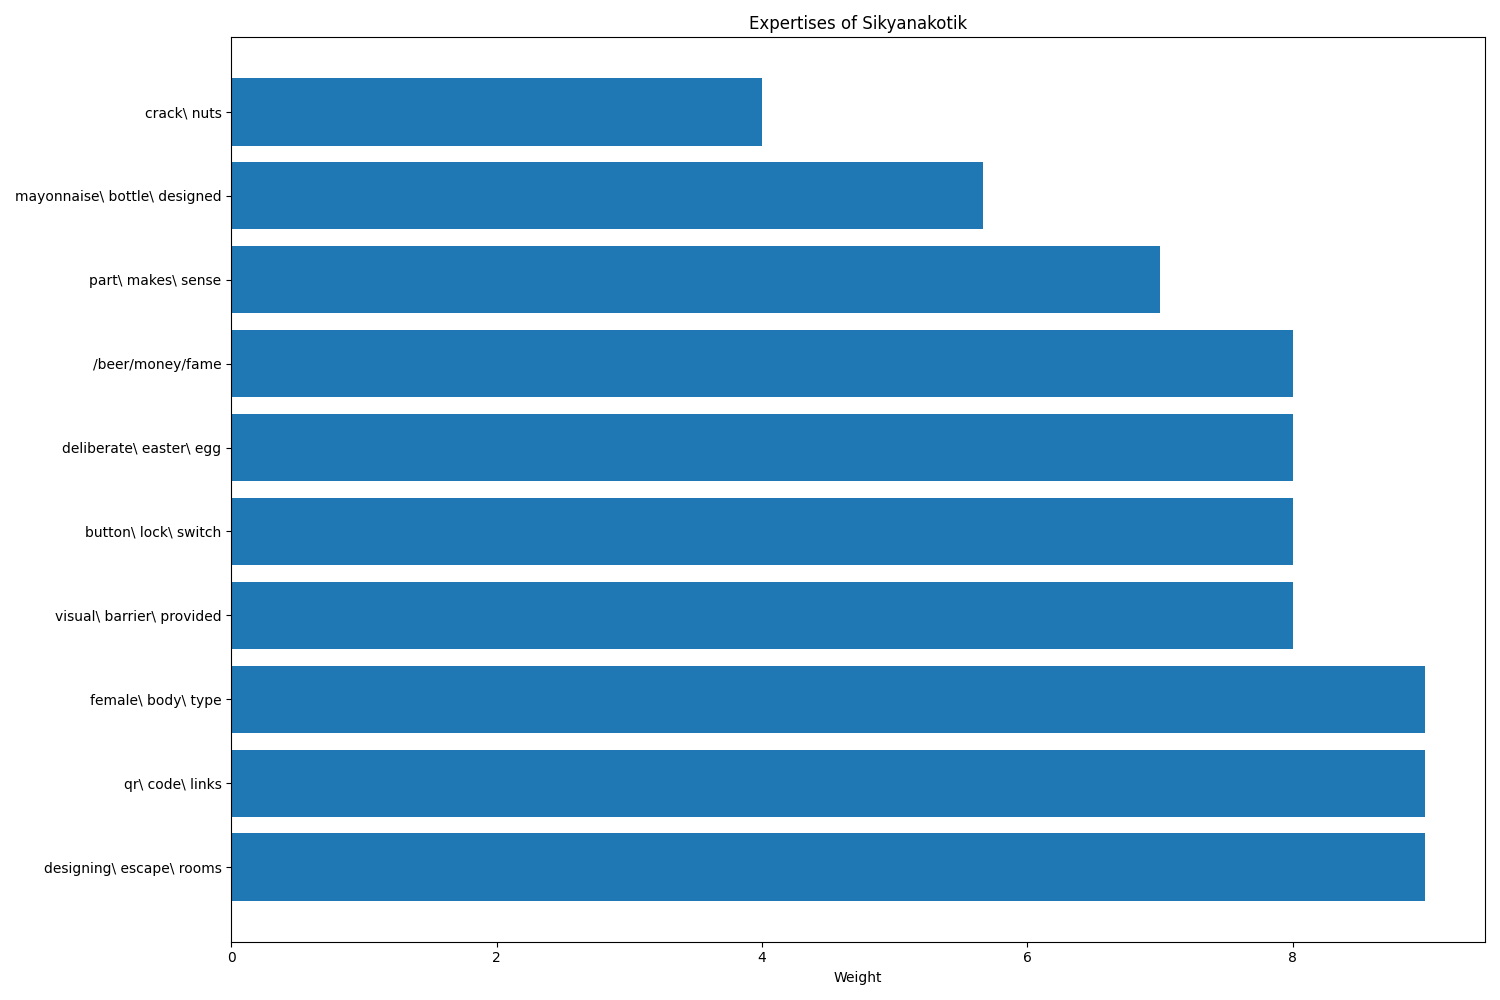 Expertises of Sikyanakotik
crack\ nuts
mayonnaise\ bottle\ designed
part\ makes\ sense
/beer/money/fame
deliberate\ easter\ egg
button\ lock\ switch
visual\ barrier\ provided
female\ body\ type
qr\ code\ links
designing\ escape\ rooms
0 2 4 6 8
Weight